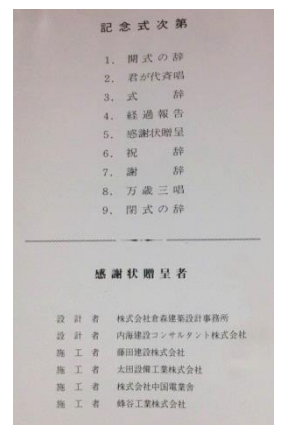 記念式次第
1. 開式の辞
2. 君が代斉唱
3. 式辞
4. 経過報告
5. 感謝状贈呈
6. 祝辞
7. 謝辞
8. 万歳三唱
9. 閉式の辞
感謝状贈呈者
設計者 株式会社倉森建築設計事務所
設計者 内海建設コンサルタント株式会社
施工者 藤田建設株式会社
施工者 太田設備工業株式会社
施工者 株式会社中国電業舎
施工者 蜂谷工業株式会社